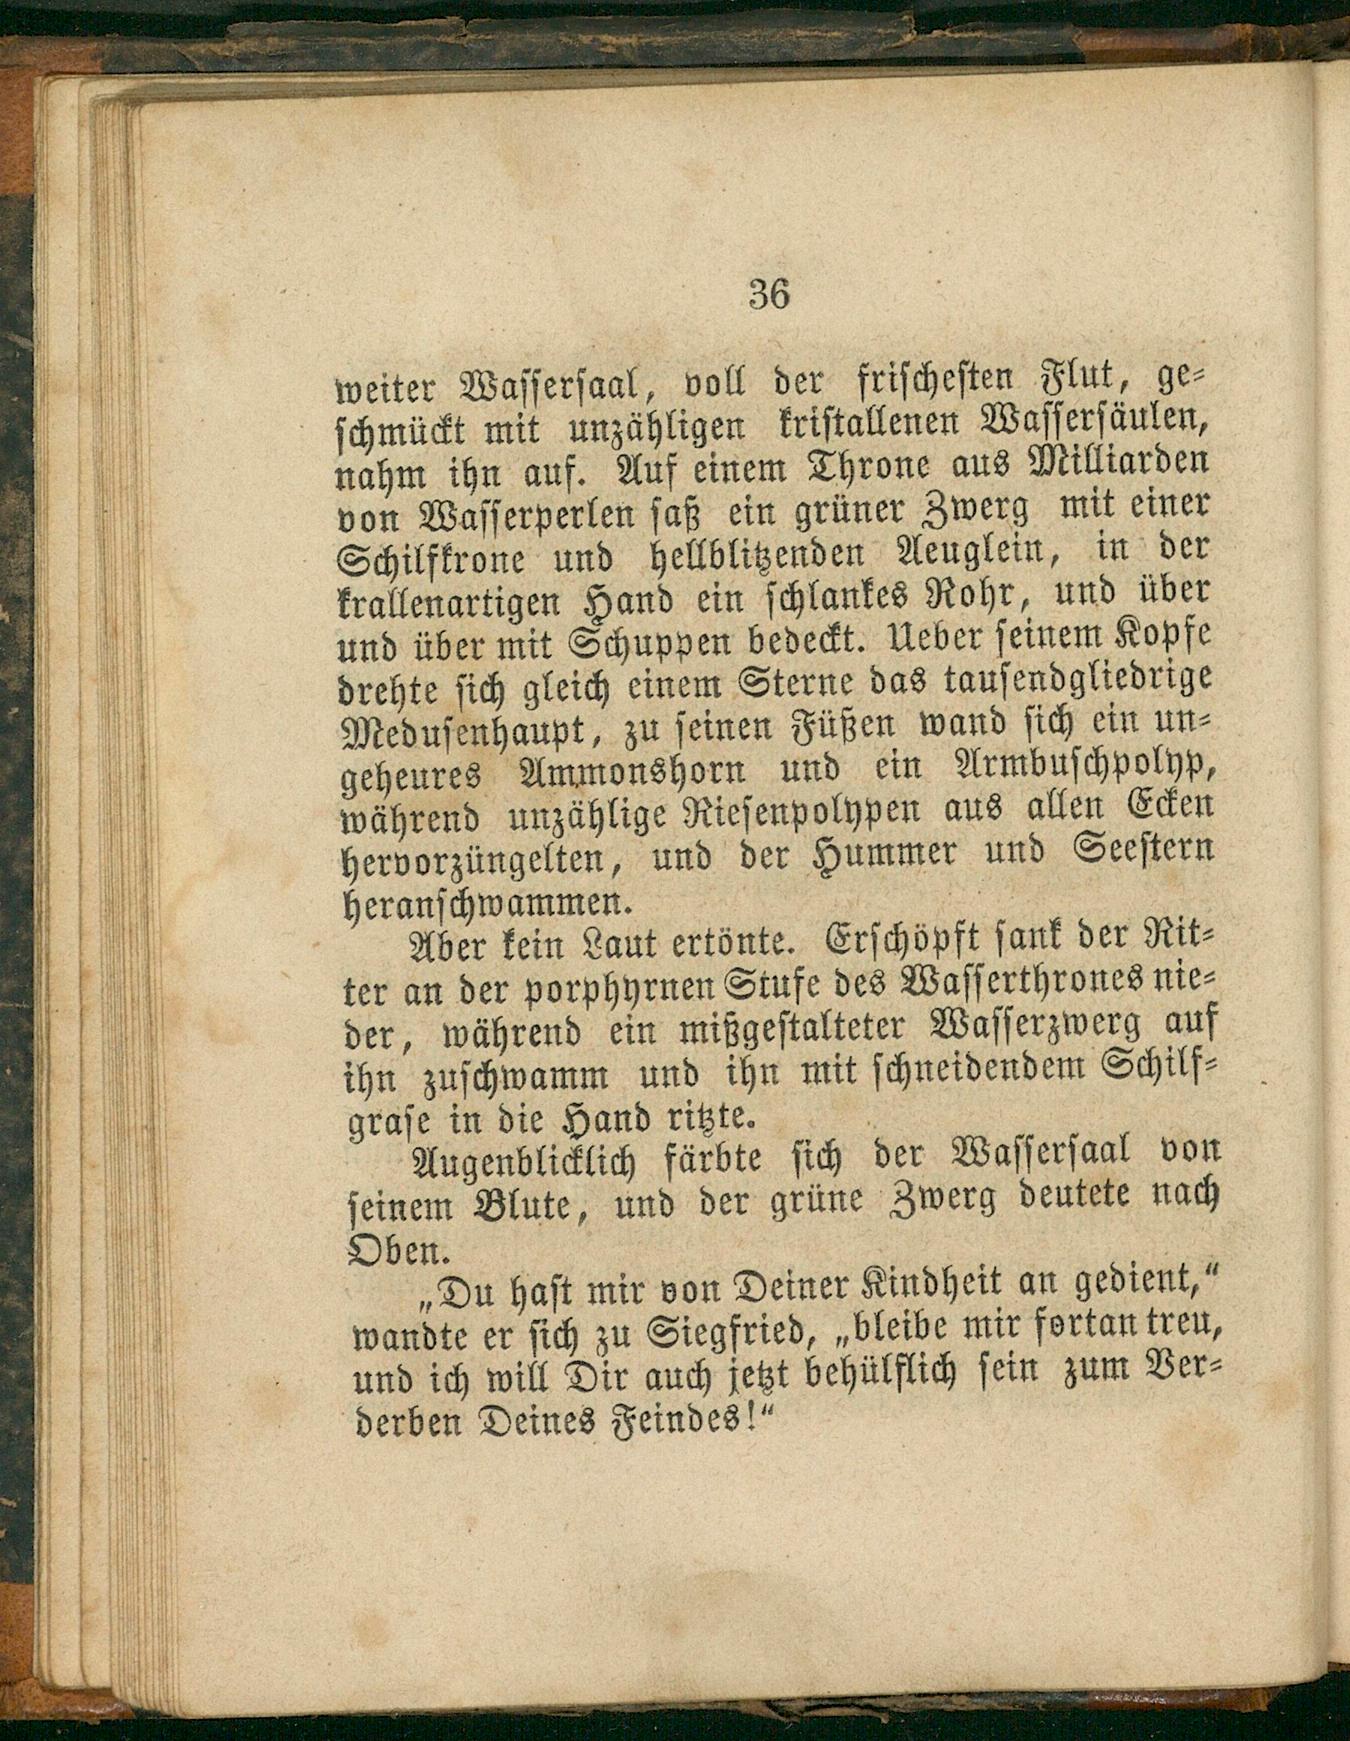 36
weiter Wassersaal, voll der frischesten Flut, ge-
schmückt mit unzähligen kristallenen Wassersäulen,
nahm ihn auf. Auf einem Throne aus Milliarden
von Wasserperlen saß ein grüner Zwerg mit einer
Schilfkrone und hellblitzenden Aeuglein, in der
krallenartigen Hand ein schlankes Rohr, und über
und über mit Schuppen bedeckt. Ueber seinem Kopfe
drehte sich gleich einem Sterne das tausendgliedrige
Medusenhaupt, zu seinen Füßen wand sich ein un-
geheures Ammonshorn und ein Armbuschpolyp,
während unzählige Riesenpolypen aus allen Ecken
hervorzüngelten, und der Hummer und Seestern
heranschwammen.
Aber kein Laut ertönte. Erschöpft sank der Rit-
ter an der porphyrnen Stufe des Wasserthrones nie-
der, während ein mißgestalteter Wasserzwerg auf
ihn zuschwamm und ihn mit schneidendem Schilf-
grase in die Hand ritzte.
Augenblicklich färbte sich der Wassersaal von
seinem Blute, und der grüne Zwerg deutete nach
Oben.
„Du hast mir von Deiner Kindheit an gedient,“
wandte er sich zu Siegfried, „bleibe mir fortan treu,
und ich will Dir auch jetzt behülflich sein zum Ver-
derben Deines Feindes!“